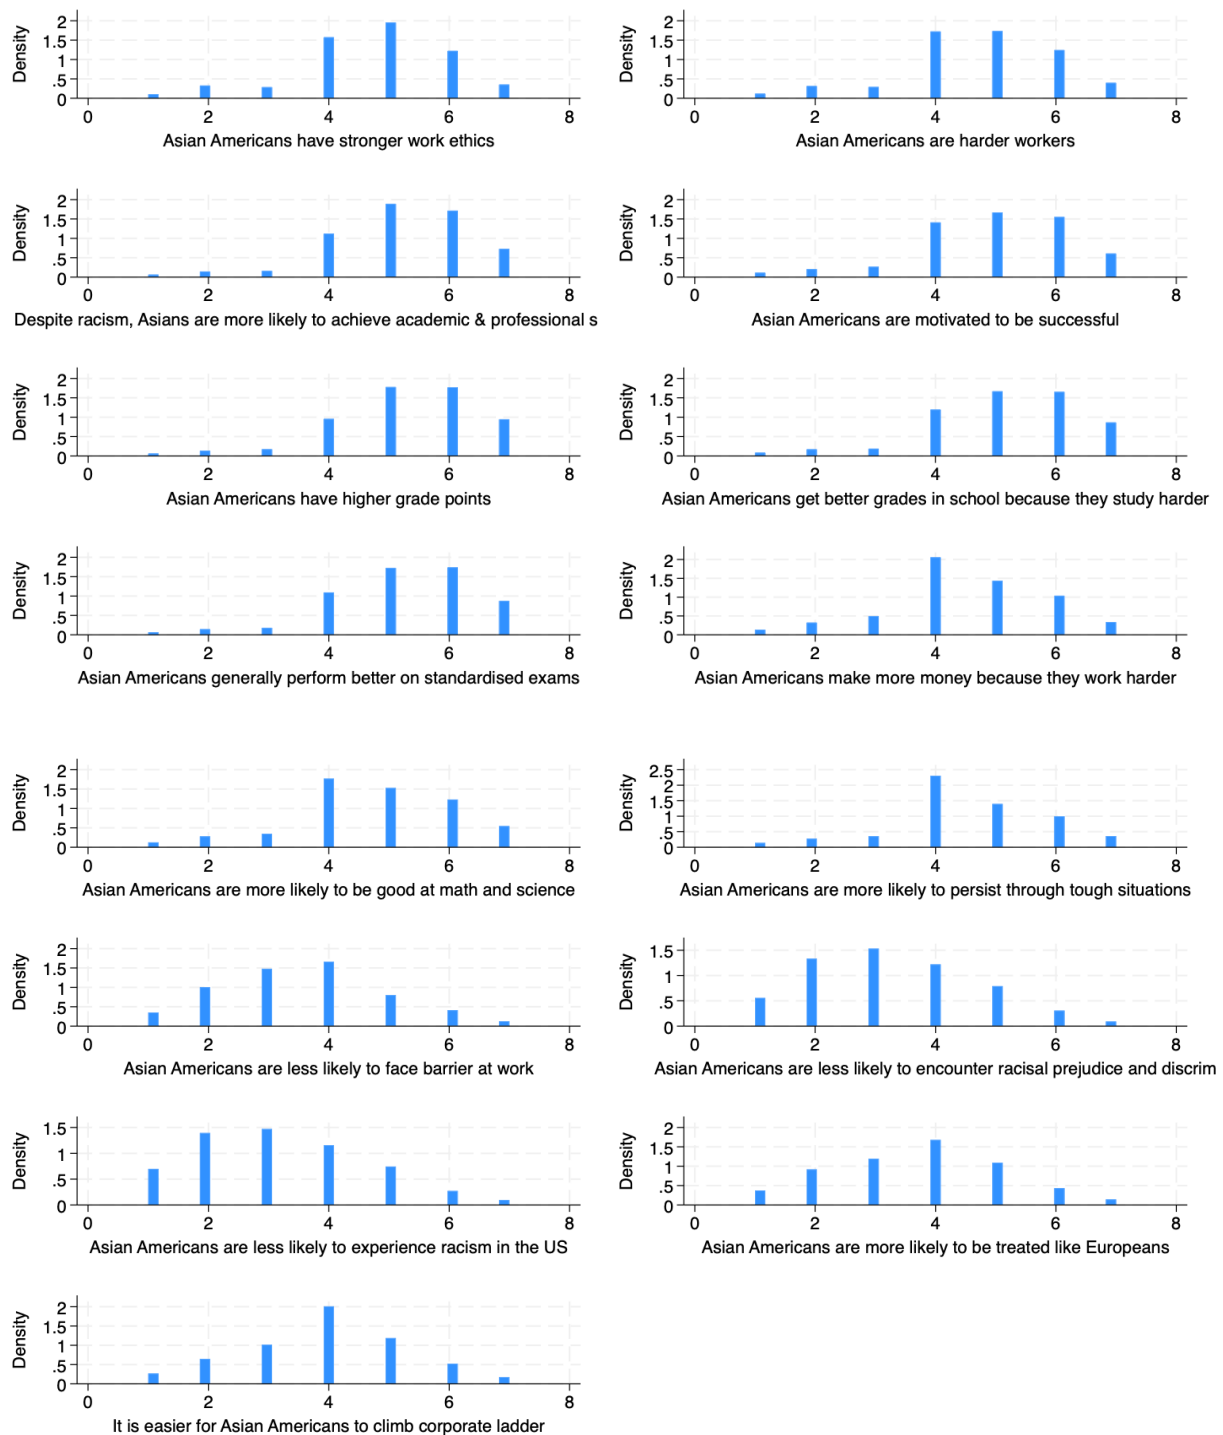 Density
2
1.5
1
.5
0
0 2 4 6 8
Asian Americans have stronger work ethics
Density
2
1.5
1
.5
0
0 2 4 6 8
Asian Americans are harder workers
Density
2
1.5
1
.5
0
0 2 4 6 8
Despite racism, Asians are more likely to achieve academic & professional s
Density
2
1.5
1
.5
0
0 2 4 6 8
Asian Americans are motivated to be successful
Density
2
1.5
1
.5
0
0 2 4 6 8
Asian Americans have higher grade points
Density
2
1.5
1
.5
0
0 2 4 6 8
Asian Americans get better grades in school because they study harder
Density
2
1.5
1
.5
0
0 2 4 6 8
Asian Americans generally perform better on standardised exams
Density
2
1.5
1
.5
0
0 2 4 6 8
Asian Americans make more money because they work harder
Density
2
1.5
1
.5
0
0 2 4 6 8
Asian Americans are more likely to be good at math and science
Density
2.5
2
1.5
1
.5
0
0 2 4 6 8
Asian Americans are more likely to persist through tough situations
Density
2
1.5
1
.5
0
0 2 4 6 8
Asian Americans are less likely to face barrier at work
Density
1.5
1
.5
0
0 2 4 6 8
Asian Americans are less likely to encounter racisal prejudice and discrim
Density
1.5
1
.5
0
0 2 4 6 8
Asian Americans are less likely to experience racism in the US
Density
2
1.5
1
.5
0
0 2 4 6 8
Asian Americans are more likely to be treated like Europeans
Density
2
1.5
1
.5
0
0 2 4 6 8
It is easier for Asian Americans to climb corporate ladder